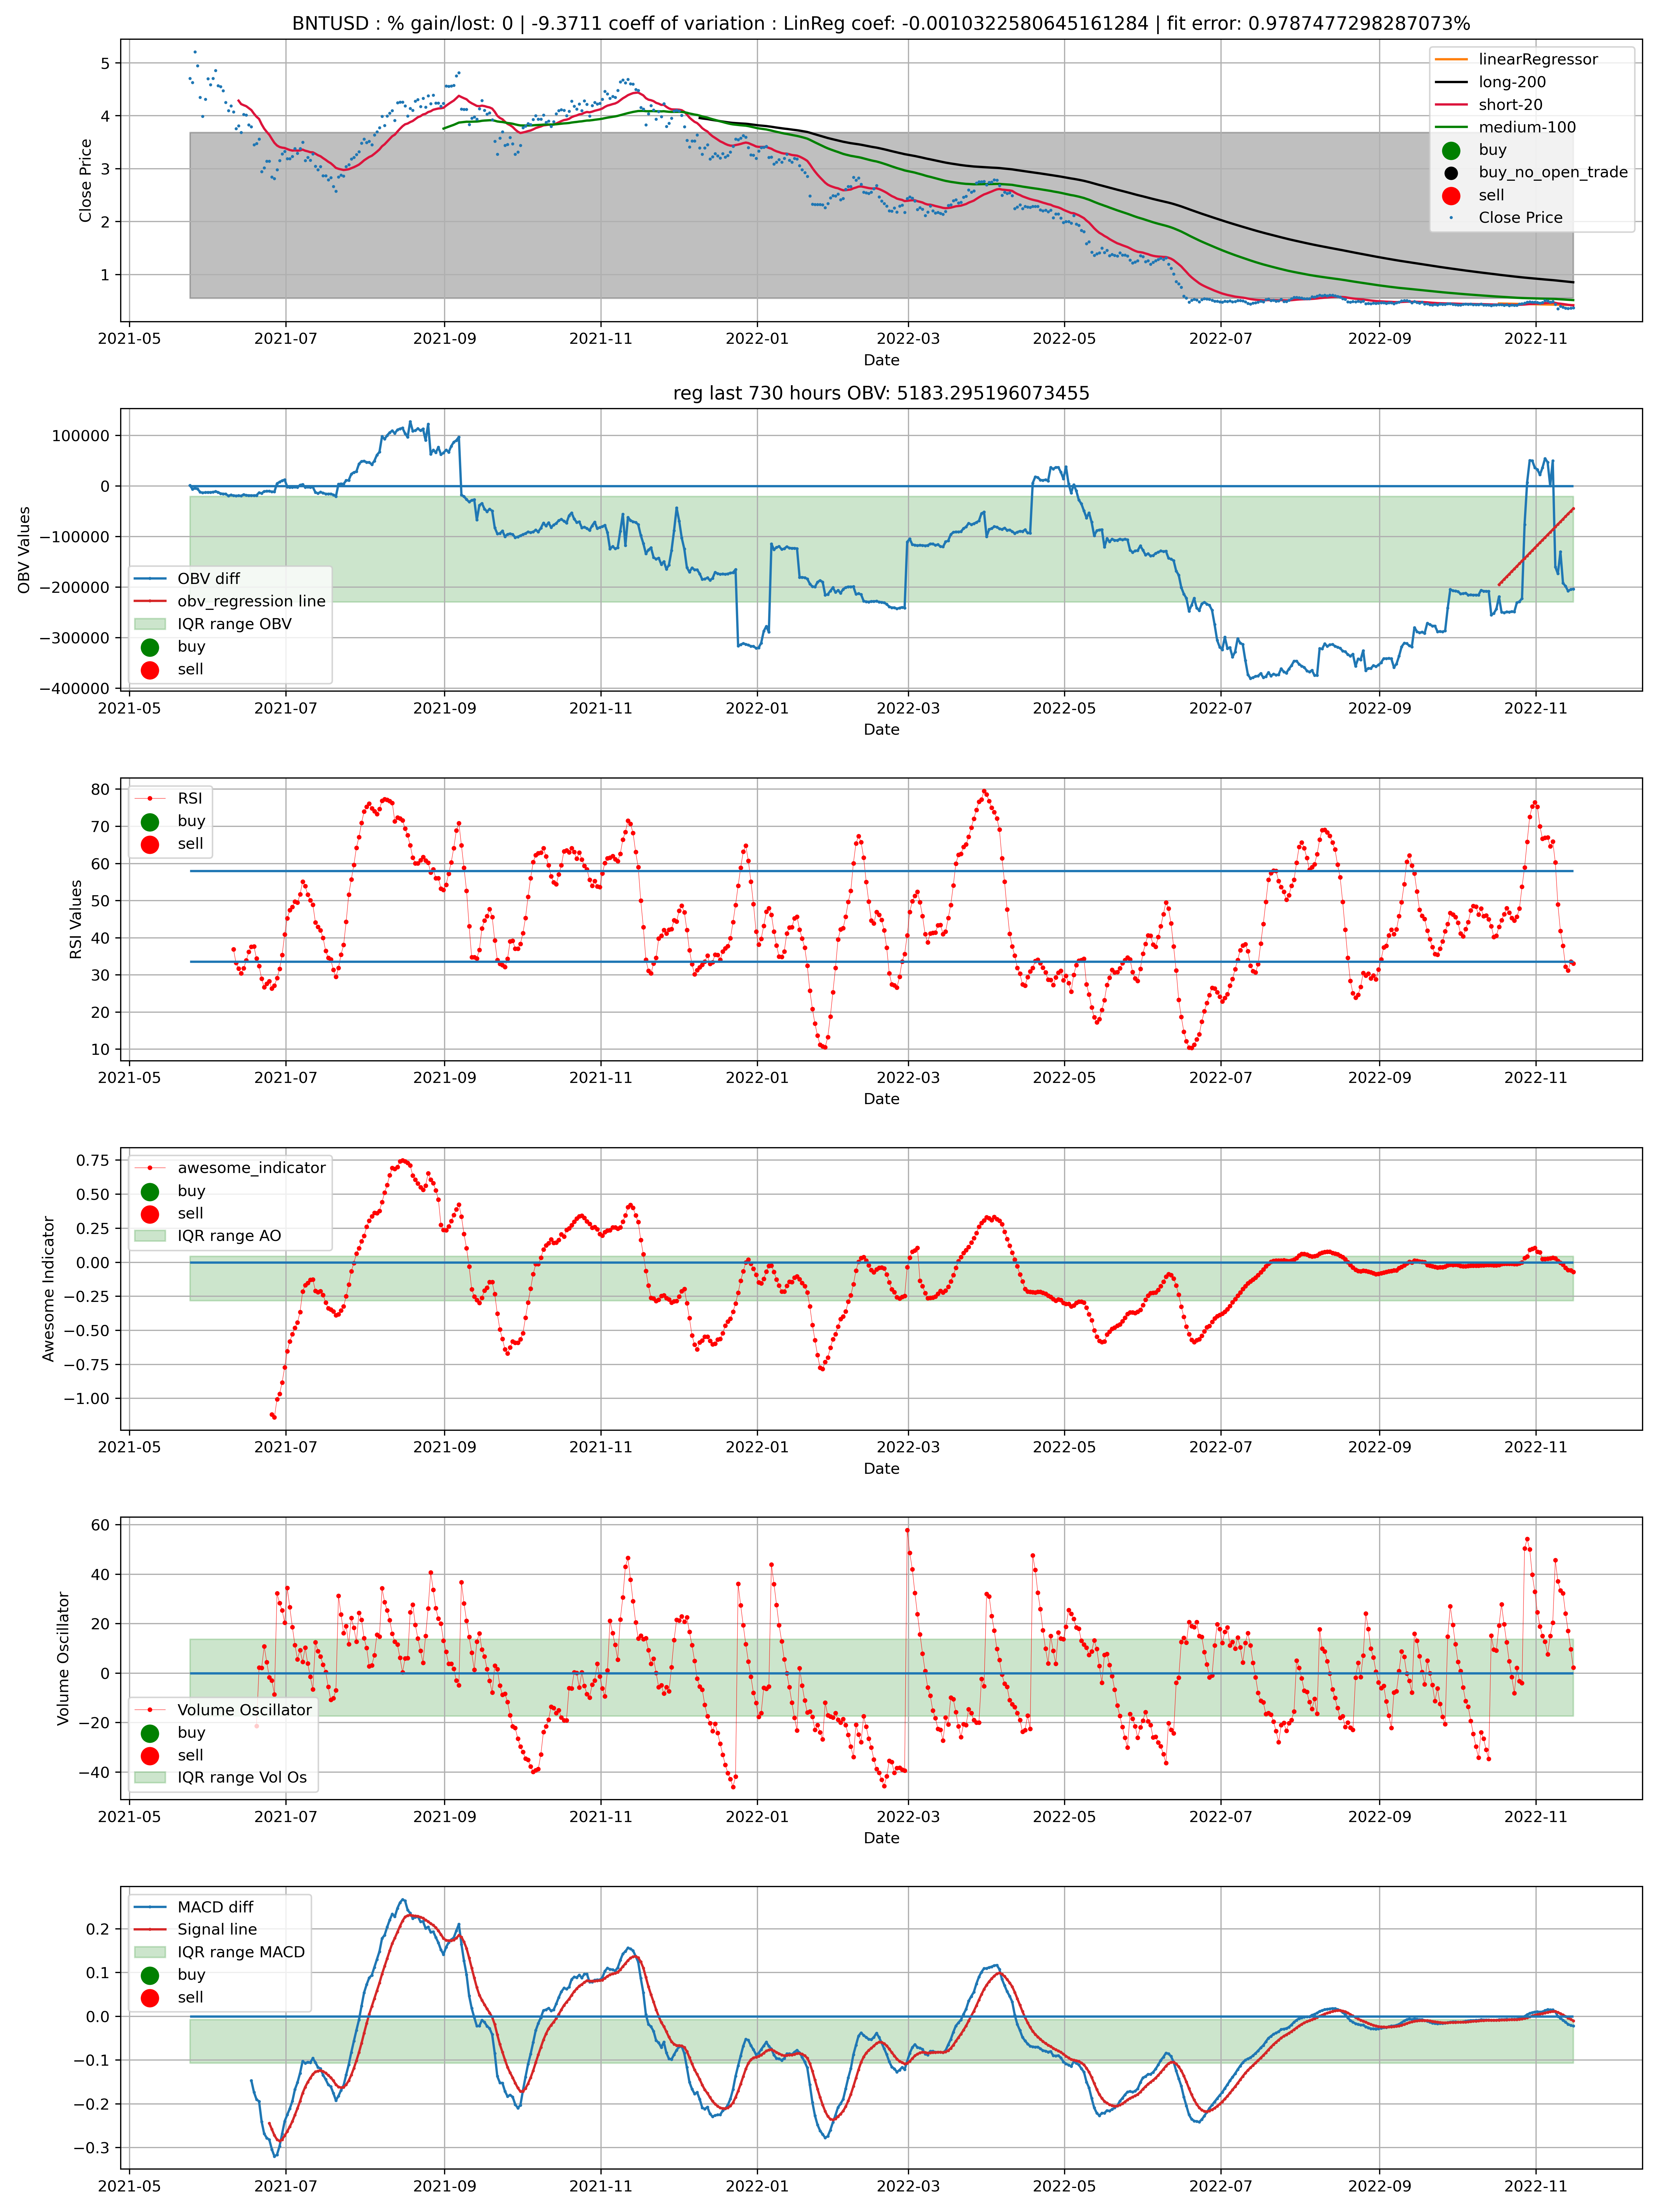 BNTUSD : % gain/lost: 0 | -9.3711 coeff of variation : LinReg coef: -0.0010322580645161284 | fit error: 0.9787477298287073%
5
4
3
2
1
Close Price
linearRegressor
long-200
short-20
medium-100
buy
buy_no_open_trade
sell
Close Price
2021-05 2021-07 2021-09 2021-11 2022-01 2022-03 2022-05 2022-07 2022-09 2022-11
Date
reg last 730 hours OBV: 5183.295196073455
100000
0
−100000
−200000
−300000
−400000
OBV Values
OBV diff
obv_regression line
IQR range OBV
buy
sell
2021-05 2021-07 2021-09 2021-11 2022-01 2022-03 2022-05 2022-07 2022-09 2022-11
Date
80
70
60
50
40
30
20
10
RSI Values
RSI
buy
sell
2021-05 2021-07 2021-09 2021-11 2022-01 2022-03 2022-05 2022-07 2022-09 2022-11
Date
0.75
0.50
0.25
0.00
−0.25
−0.50
−0.75
−1.00
Awesome Indicator
awesome_indicator
buy
sell
IQR range AO
2021-05 2021-07 2021-09 2021-11 2022-01 2022-03 2022-05 2022-07 2022-09 2022-11
Date
60
40
20
0
−20
−40
Volume Oscillator
Volume Oscillator
buy
sell
IQR range Vol Os
2021-05 2021-07 2021-09 2021-11 2022-01 2022-03 2022-05 2022-07 2022-09 2022-11
Date
0.2
0.1
0.0
−0.1
−0.2
−0.3
MACD diff
Signal line
IQR range MACD
buy
sell
2021-05 2021-07 2021-09 2021-11 2022-01 2022-03 2022-05 2022-07 2022-09 2022-11